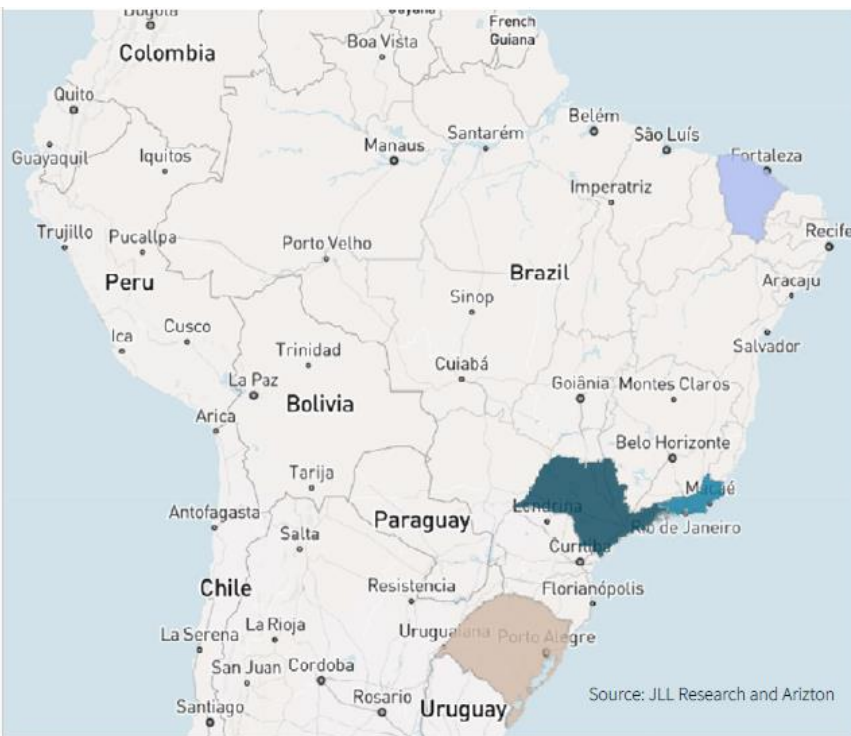 Bogotá
Guyana
French
Guiana
Boa Vista
Colombia
Quito
Belém
Santarém
São Luís
Manaus
Guayaquil
Iquitos
Fortaleza
Imperatriz
Trujillo
Pucallpa
Porto Velho
Recife
Peru
Brazil
Aracaju
Sinop
Ica
Cusco
Salvador
Trinidad
Cuiabá
La Paz
Goiânia
Montes Claros
Bolivia
Arica
Belo Horizonte
Tarija
Macaé
Londrina
Antofagasta
Paraguay
Rio de Janeiro
Salta
Curitiba
Chile
Resistencia
Florianópolis
La Serena
La Rioja
Uruguaiana
Porto Alegre
San Juan
Cordoba
Rosario
Santiago
Uruguay
Source: JLL Research and Arizton